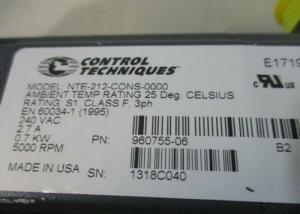 CONTROL
TECHNIQUES
E1719
MODEL: NTE-212-CONS-0000
AMBIENT TEMP RATING 25 Deg. CELSIUS
RATING: S1. CLASS F, 3ph
EN 60034-1 (1995)
240 VAC
2.7 A
0.7 KW PN: 960755-06
5000 RPM B2
MADE IN USA SN: 1318C040